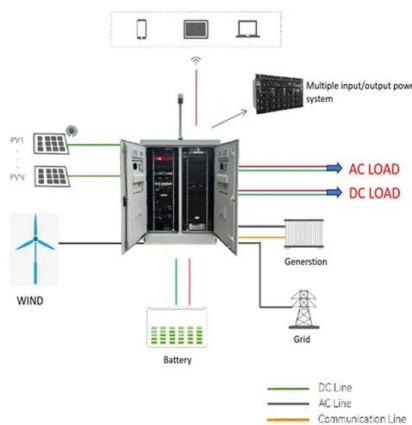 Multiple input/output powe
system
PV1
PVN
AC LOAD
DC LOAD
WIND
Generstion
Grid
Battery
DC Line
AC Line
Communication Line